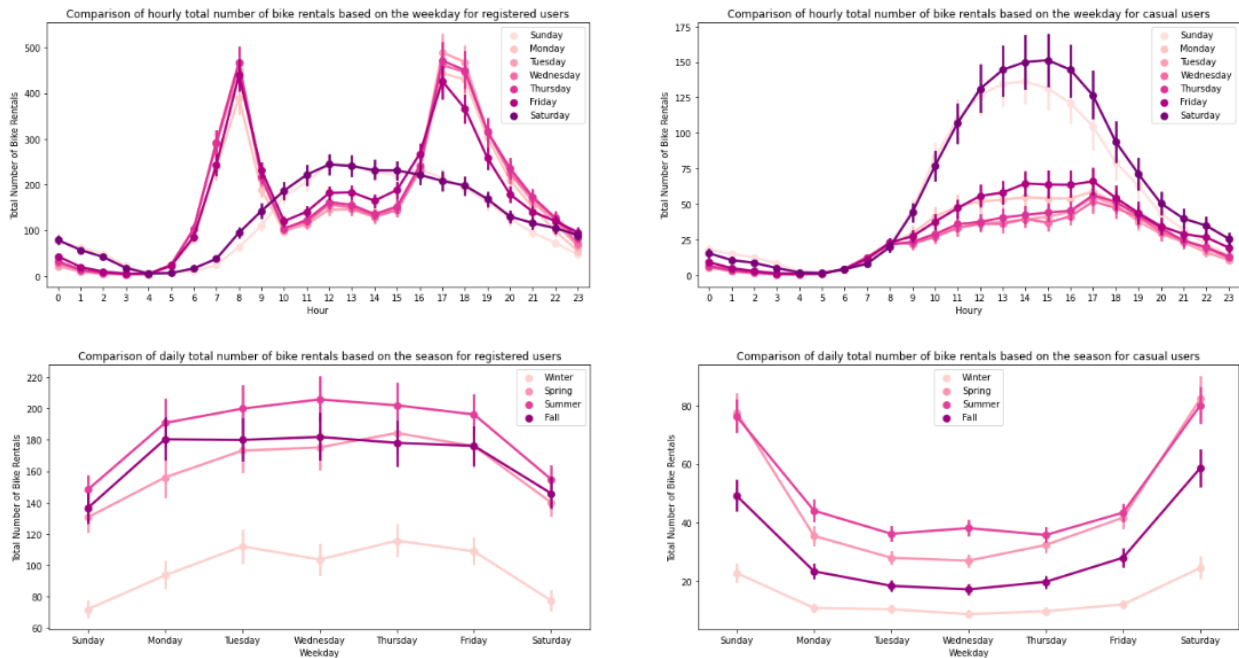 Comparison of hourly total number of bike rentals based on the weekday for registered users
Total Number of Bike Rentals
500
400
300
200
100
0
Sunday
Monday
Tuesday
Wednesday
Thursday
Friday
Saturday
0 1 2 3 4 5 6 7 8 9 10 11 12 13 14 15 16 17 18 19 20 21 22 23
Hour
Comparison of hourly total number of bike rentals based on the weekday for casual users
Total Number of Bike Rentals
175
150
125
100
75
50
25
0
Sunday
Monday
Tuesday
Wednesday
Thursday
Friday
Saturday
0 1 2 3 4 5 6 7 8 9 10 11 12 13 14 15 16 17 18 19 20 21 22 23
Houry
Comparison of daily total number of bike rentals based on the season for registered users
Total Number of Bike Rentals
220
200
180
160
140
120
100
80
60
Winter
Spring
Summer
Fall
Sunday Monday Tuesday Wednesday Thursday Friday Saturday
Weekday
Comparison of daily total number of bike rentals based on the season for casual users
Total Number of Bike Rentals
80
60
40
20
Winter
Spring
Summer
Fall
Sunday Monday Tuesday Wednesday Thursday Friday Saturday
Weekday